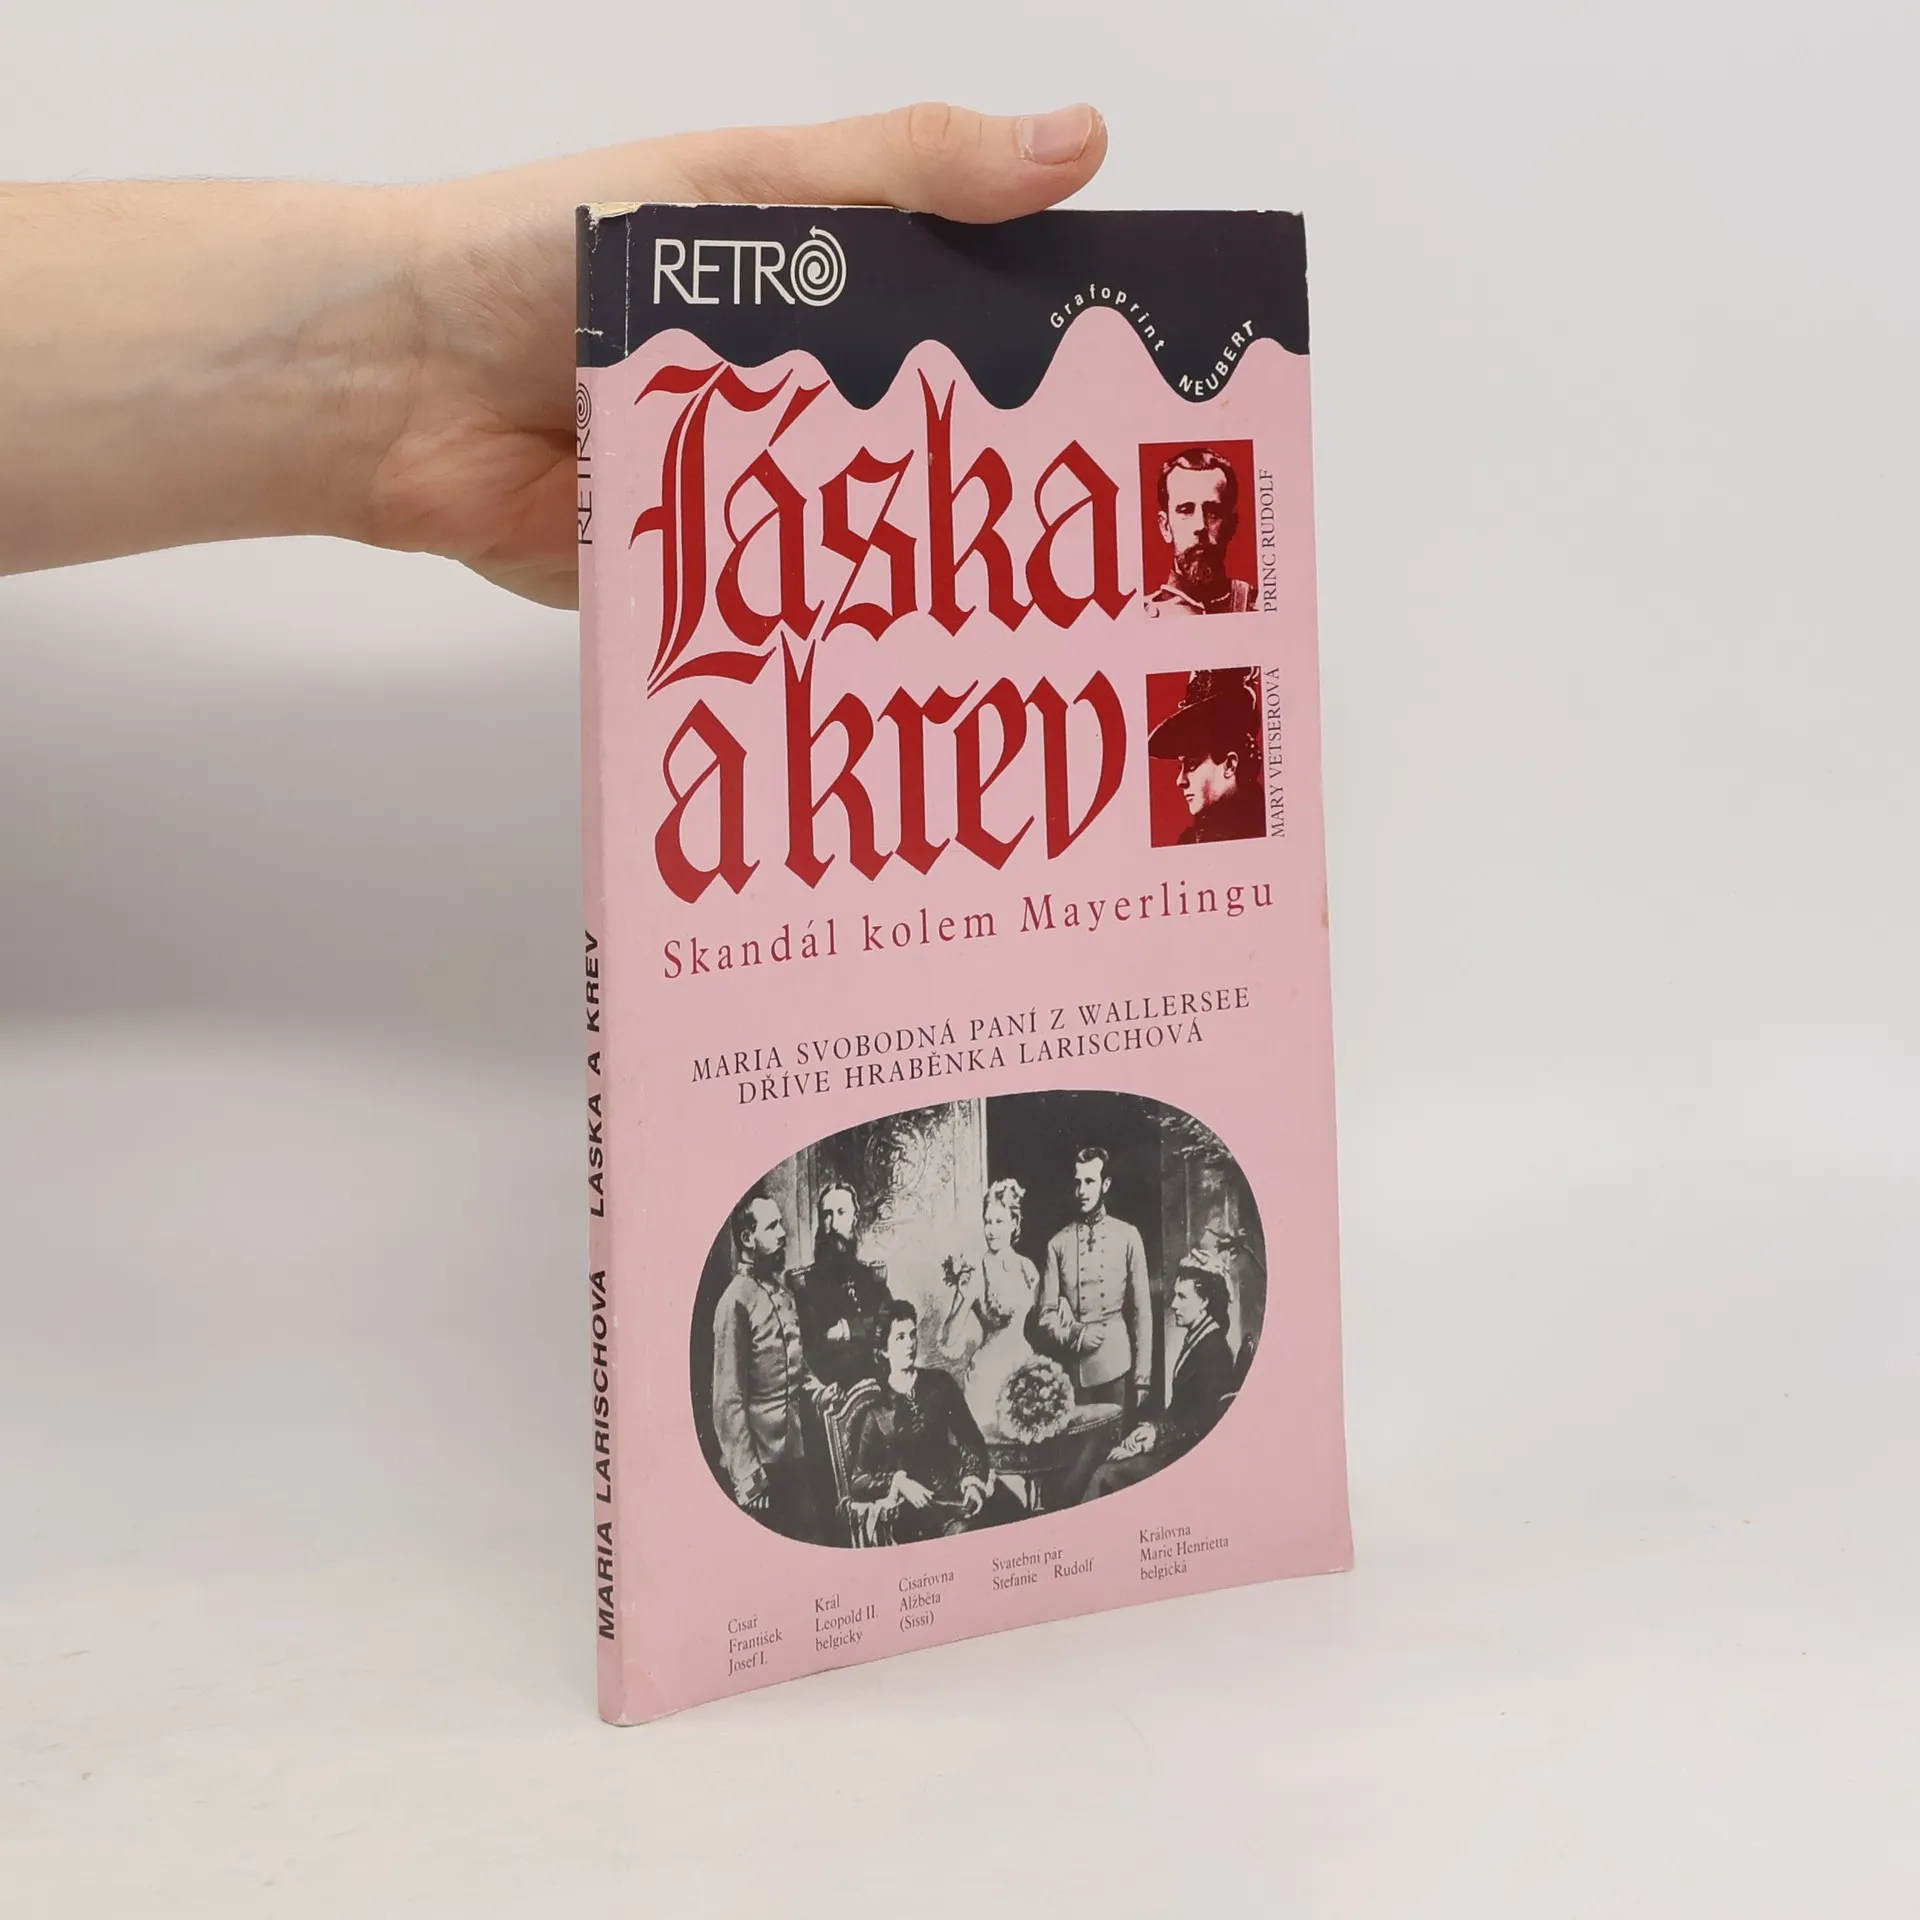 RETRO
Grafoprint
NEUBERT
Láska
a krev
PRINC RUDOLF
MARY VETSEROVÁ
Skandál kolem Mayerlingu
MARIA SVOBODNÁ PANÍ Z WALLERSEE
DŘÍVE HRABĚNKA LARISCHOVÁ
Císař
František
Josef I.
Král
Leopold II.
belgický
Císařovna
Alžběta
(Sissi)
Svatební pár
Stefanie Rudolf
Královna
Marie Henrietta
belgická
MARIA LARISCHOVÁ LÁSKA A KREV RETRO